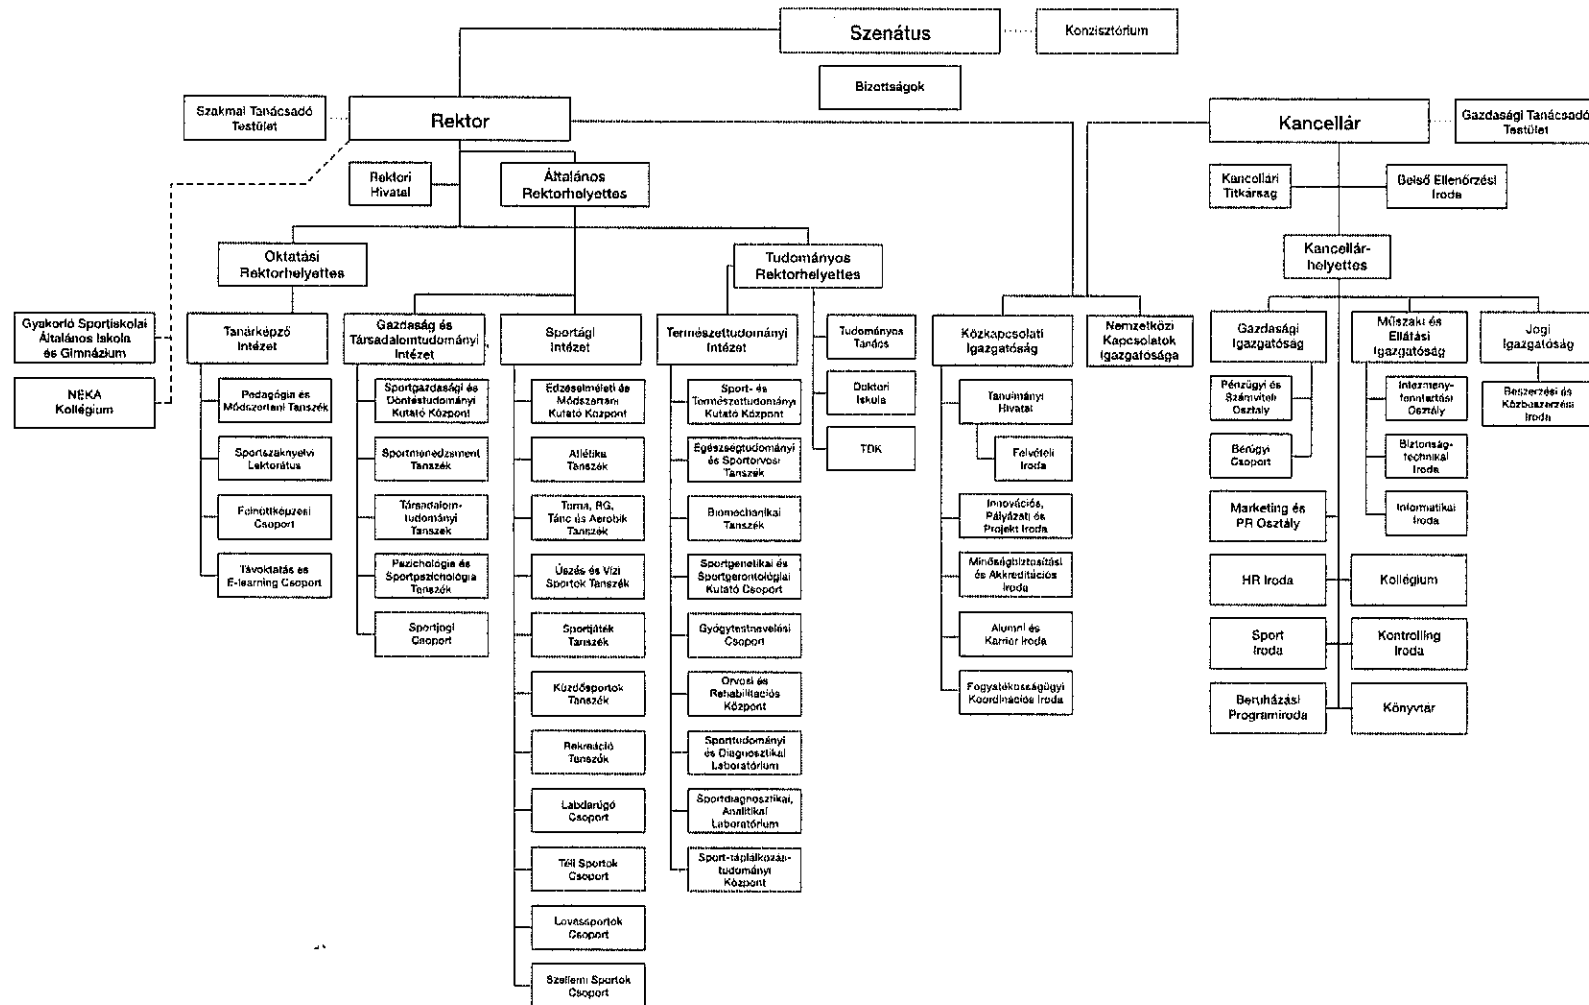 Szenátus
Konzisztórium
Bizottságok
Szakmai Tanácsadó
Testület
Rektor
Kancellár
Gazdasági Tanácsadó
Testület
Rektori
Hivatal
Általános
Rektorhelyettes
Kancellári
Titkárság
Belső Ellenőrzési
Iroda
Oktatási
Rektorhelyettes
Tudományos
Rektorhelyettes
Kancellár-
helyettes
Gyakorló Sportiskolai
Általános Iskola
és Gimnázium
NEKA
Kollégium
Tanárképző
Intézet
Pedagógia és
Módszertani Tanszék
Sportszaknyelvi
Lektorátus
Felnőttképzési
Csoport
Távoktatás és
E-learning Csoport
Gazdaság és
Társadalomtudományi
Intézet
Sportgazdasági és
Döntéstudományi
Kutató Központ
Sportmenedzsment
Tanszék
Társadalom-
tudományi
Tanszék
Pszichológia és
Sportpszichológia
Tanszék
Sportjogi
Csoport
Sportági
Intézet
Edzéselméleti és
Módszertani
Kutató Központ
Atlétika
Tanszék
Torna, RG,
Tánc és Aerobik
Tanszék
Úszás és Vízi
Sportok Tanszék
Sportjáték
Tanszék
Küzdősportok
Tanszék
Rekreáció
Tanszék
Labdarúgó
Csoport
Téli Sportok
Csoport
Lovassportok
Csoport
Szellemi Sportok
Csoport
Természettudományi
Intézet
Sport- és
Természettudományi
Kutató Központ
Egészségtudományi
és Sportorvosi
Tanszék
Biomechanikai
Tanszék
Sportgenetikai és
Sportgerontológiai
Kutató Csoport
Gyógytestnevelési
Csoport
Orvosi és
Rehabilitációs
Központ
Sporttudományi
és Diagnosztikai
Laboratórium
Sportdiagnosztikai,
Analitikai
Laboratórium
Sport-táplálkozás-
tudományi
Központ
Tudományos
Tanács
Doktori
Iskola
TDK
Közkapcsolati
Igazgatóság
Tanulmányi
Hivatal
Felvételi
Iroda
Innovációs,
Pályázati és
Projekt Iroda
Minőségbiztosítási
és Akkreditációs
Iroda
Alumni és
Karrier Iroda
Fogyatékosságügyi
Koordinációs Iroda
Nemzetközi
Kapcsolatok
Igazgatósága
Gazdasági
Igazgatóság
Pénzügyi és
Számviteli
Osztály
Bérügyi
Csoport
Műszaki és
Ellátási
Igazgatóság
Intézmény-
fenntartási
Osztály
Biztonság-
technikai
Iroda
Informatikai
Iroda
Jogi
Igazgatóság
Beszerzési és
Közbeszerzési
Iroda
Marketing és
PR Osztály
HR Iroda
Kollégium
Sport
Iroda
Kontrolling
Iroda
Beruházási
Programiroda
Könyvtár